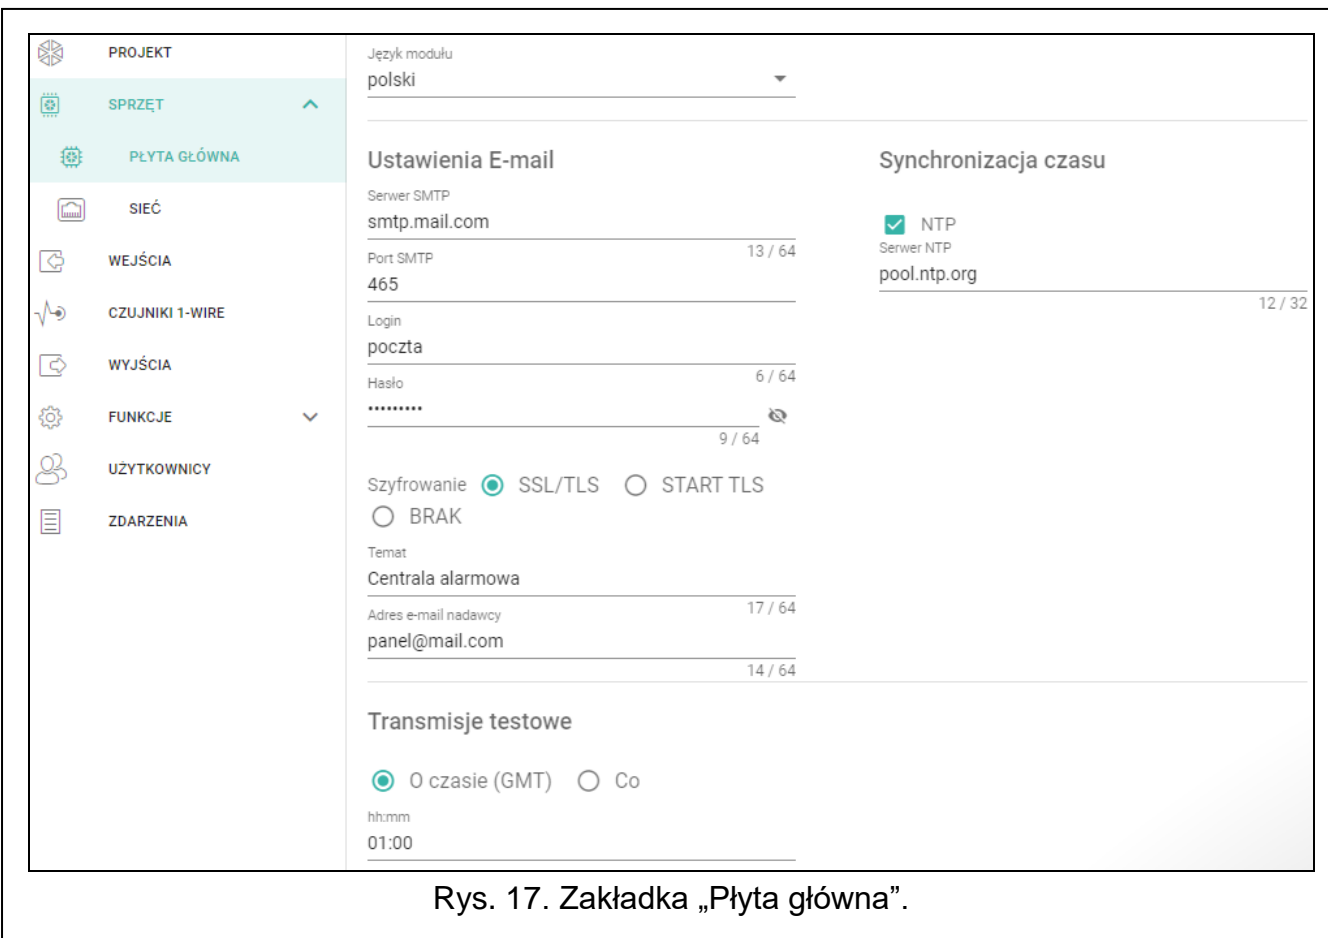 PROJEKT
SPRZĘT
PŁYTA GŁÓWNA
SIEĆ
WEJŚCIA
CZUJNIKI 1-WIRE
WYJŚCIA
FUNKCJE
UŻYTKOWNICY
ZDARZENIA
Język modułu
polski
Ustawienia E-mail
Serwer SMTP
smtp.mail.com
13 / 64
Port SMTP
465
Login
poczta
6 / 64
Hasło
•••••••••
9 / 64
Szyfrowanie SSL/TLS START TLS
BRAK
Temat
Centrala alarmowa
17 / 64
Adres e-mail nadawcy
panel@mail.com
14 / 64
Synchronizacja czasu
NTP
Serwer NTP
pool.ntp.org
12 / 32
Transmisje testowe
O czasie (GMT) Co
hh:mm
01:00
Rys. 17. Zakładka „Płyta główna”.